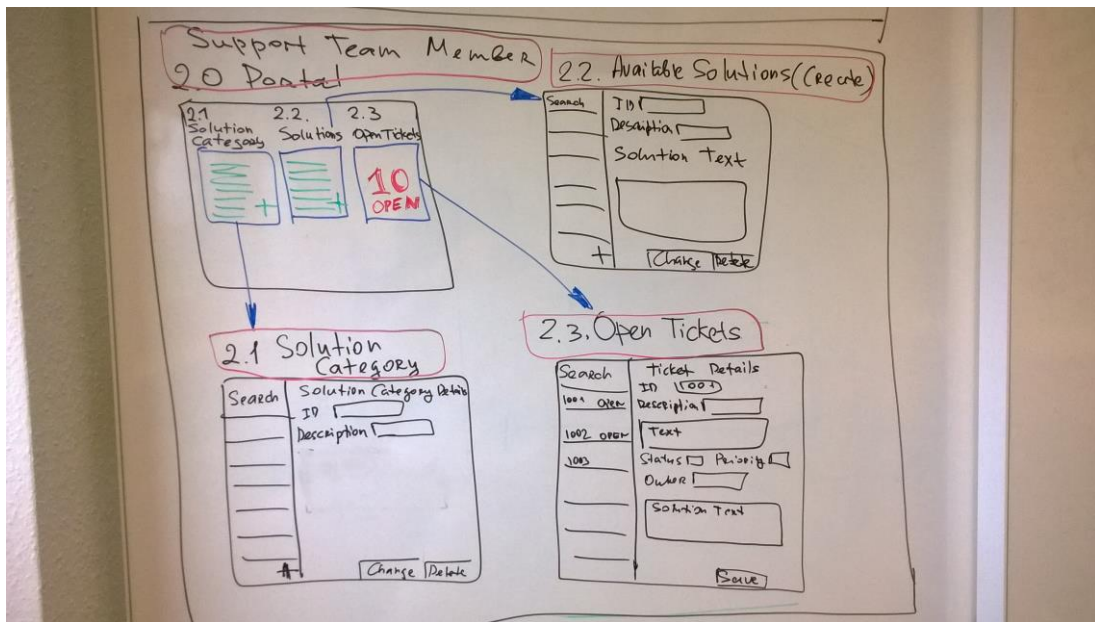 Support Team Member
2.0 Portal
2.1
Solution
Category
2.2.
Solutions
2.3
Open Tickets
+
+
10
OPEN
2.2. Available Solutions (Create)
Search
ID
Description
Solution Text
+
Change Delete
2.1 Solution
Category
Search
Solution Category Details
ID
Description
+
Change Delete
2.3. Open Tickets
Search
1001 OPEN
1002 OPEN
1003
Ticket Details
ID 1001
Description
Text
Status Priority
Owner
Solution Text
Save